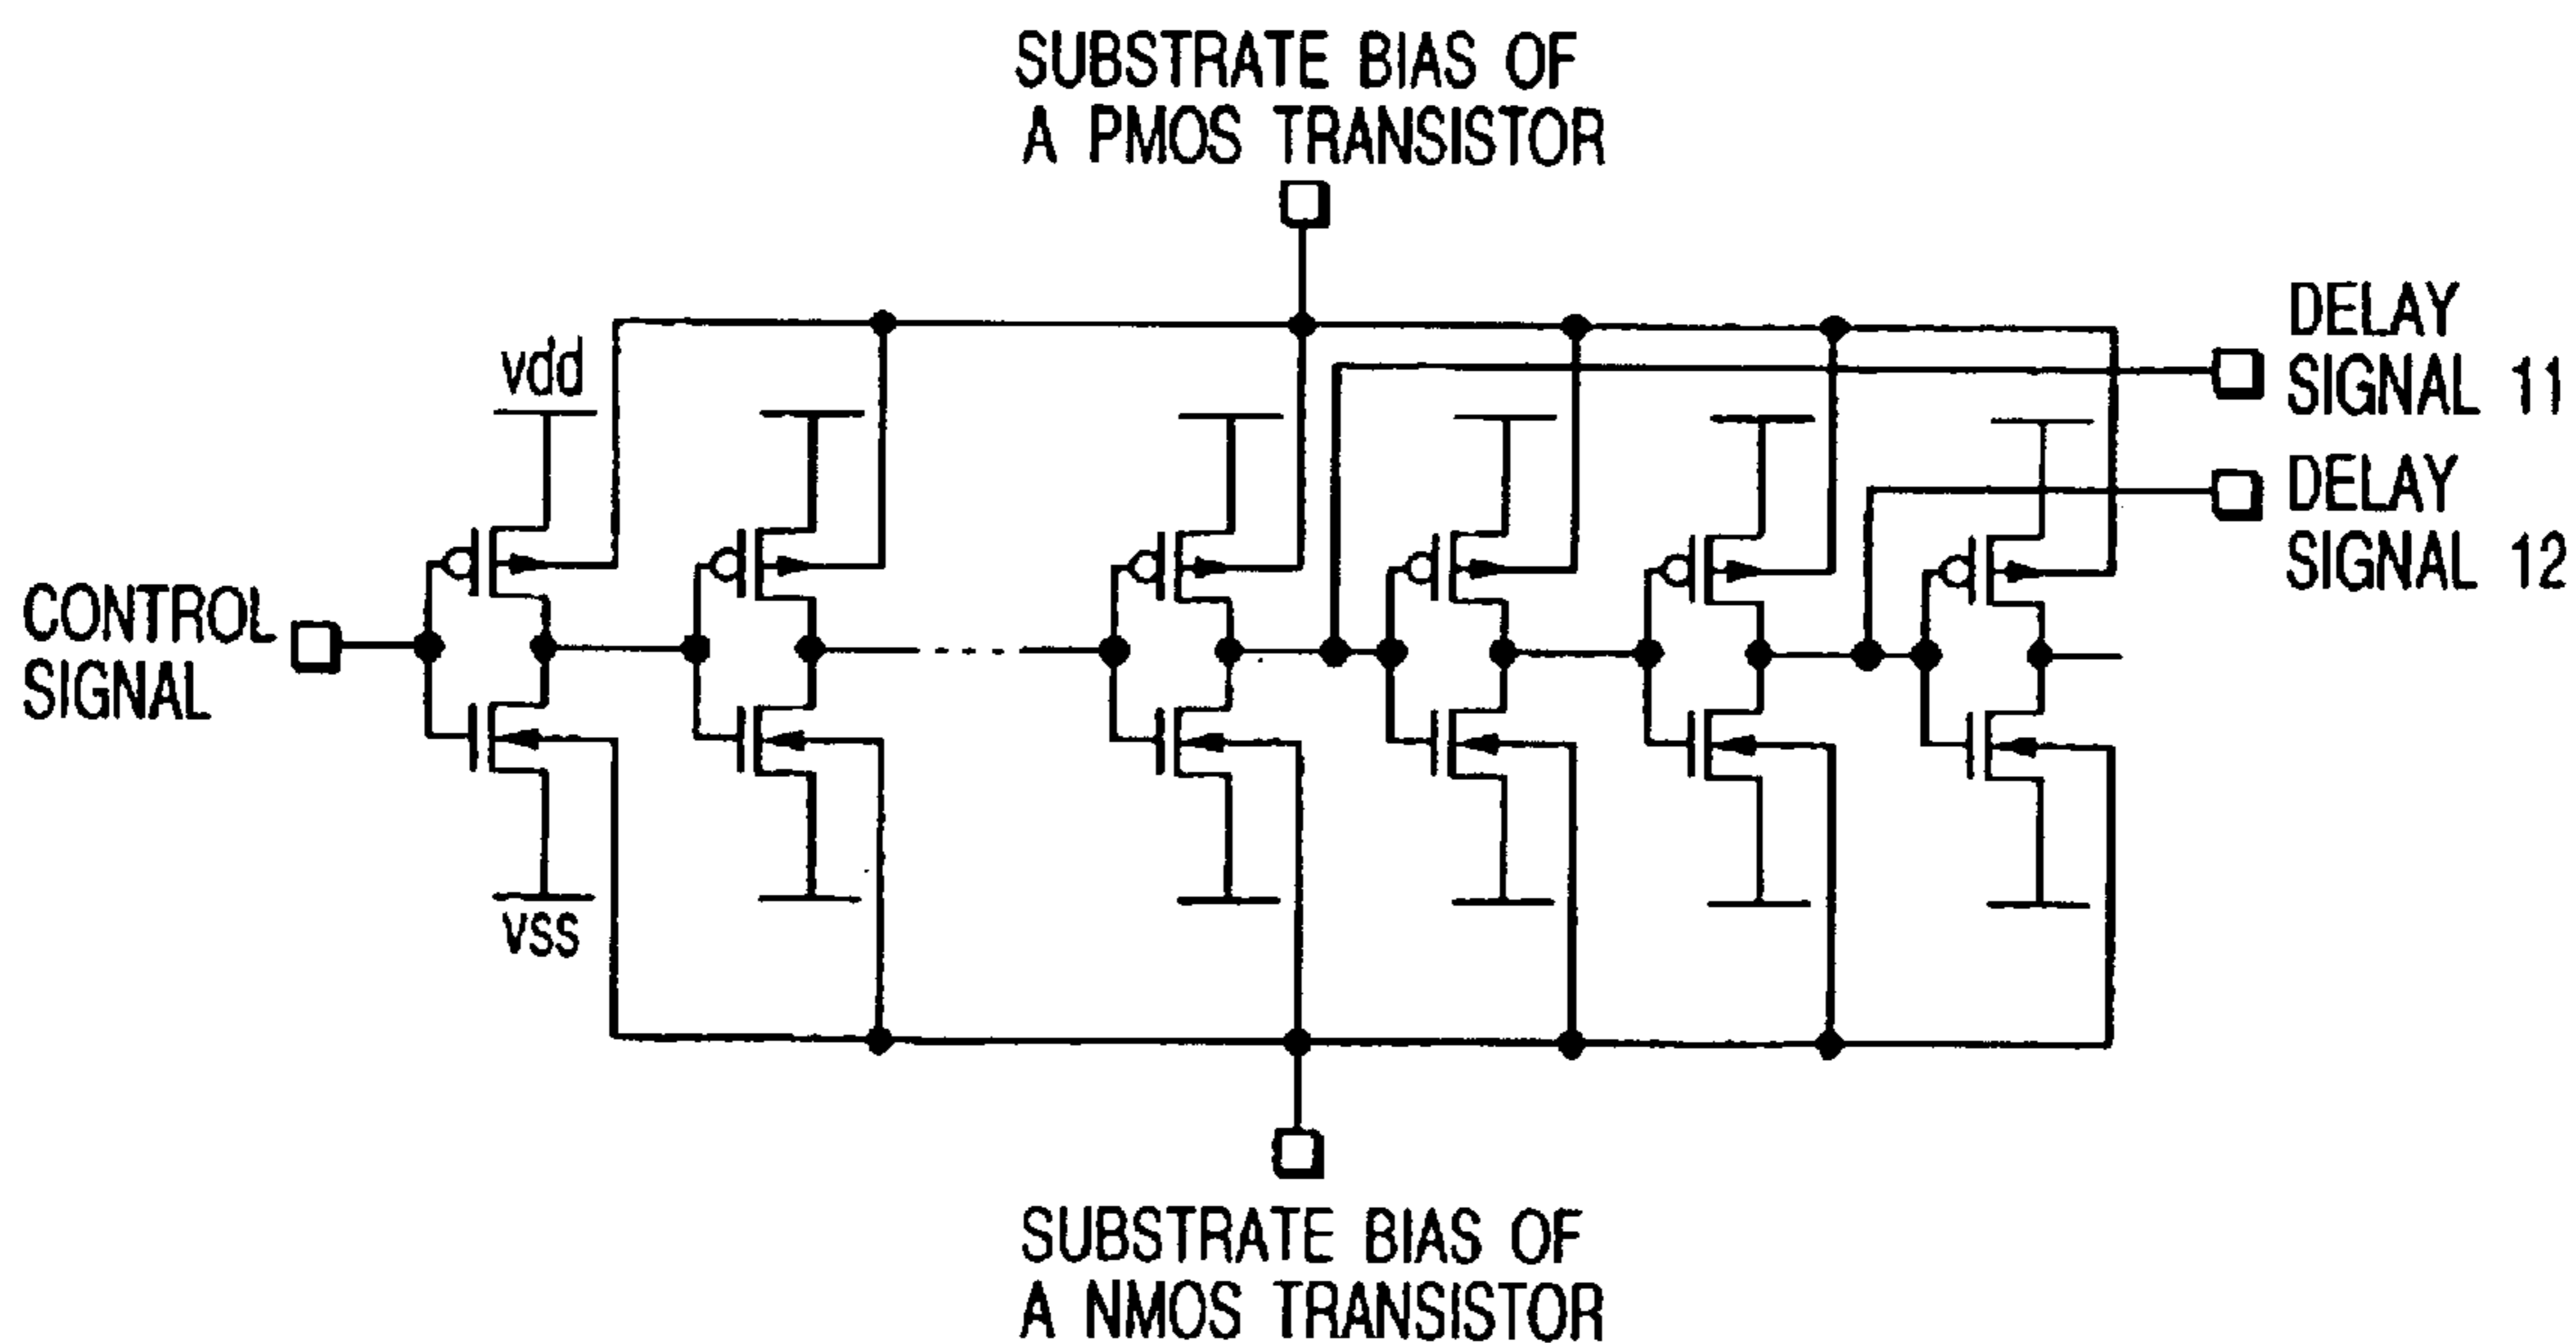 SUBSTRATE BIAS OF
A PMOS TRANSISTOR
DELAY
SIGNAL 11
vdd
DELAY
SIGNAL 12
CONTROL
SIGNAL
vss
SUBSTRATE BIAS OF
A NMOS TRANSISTOR